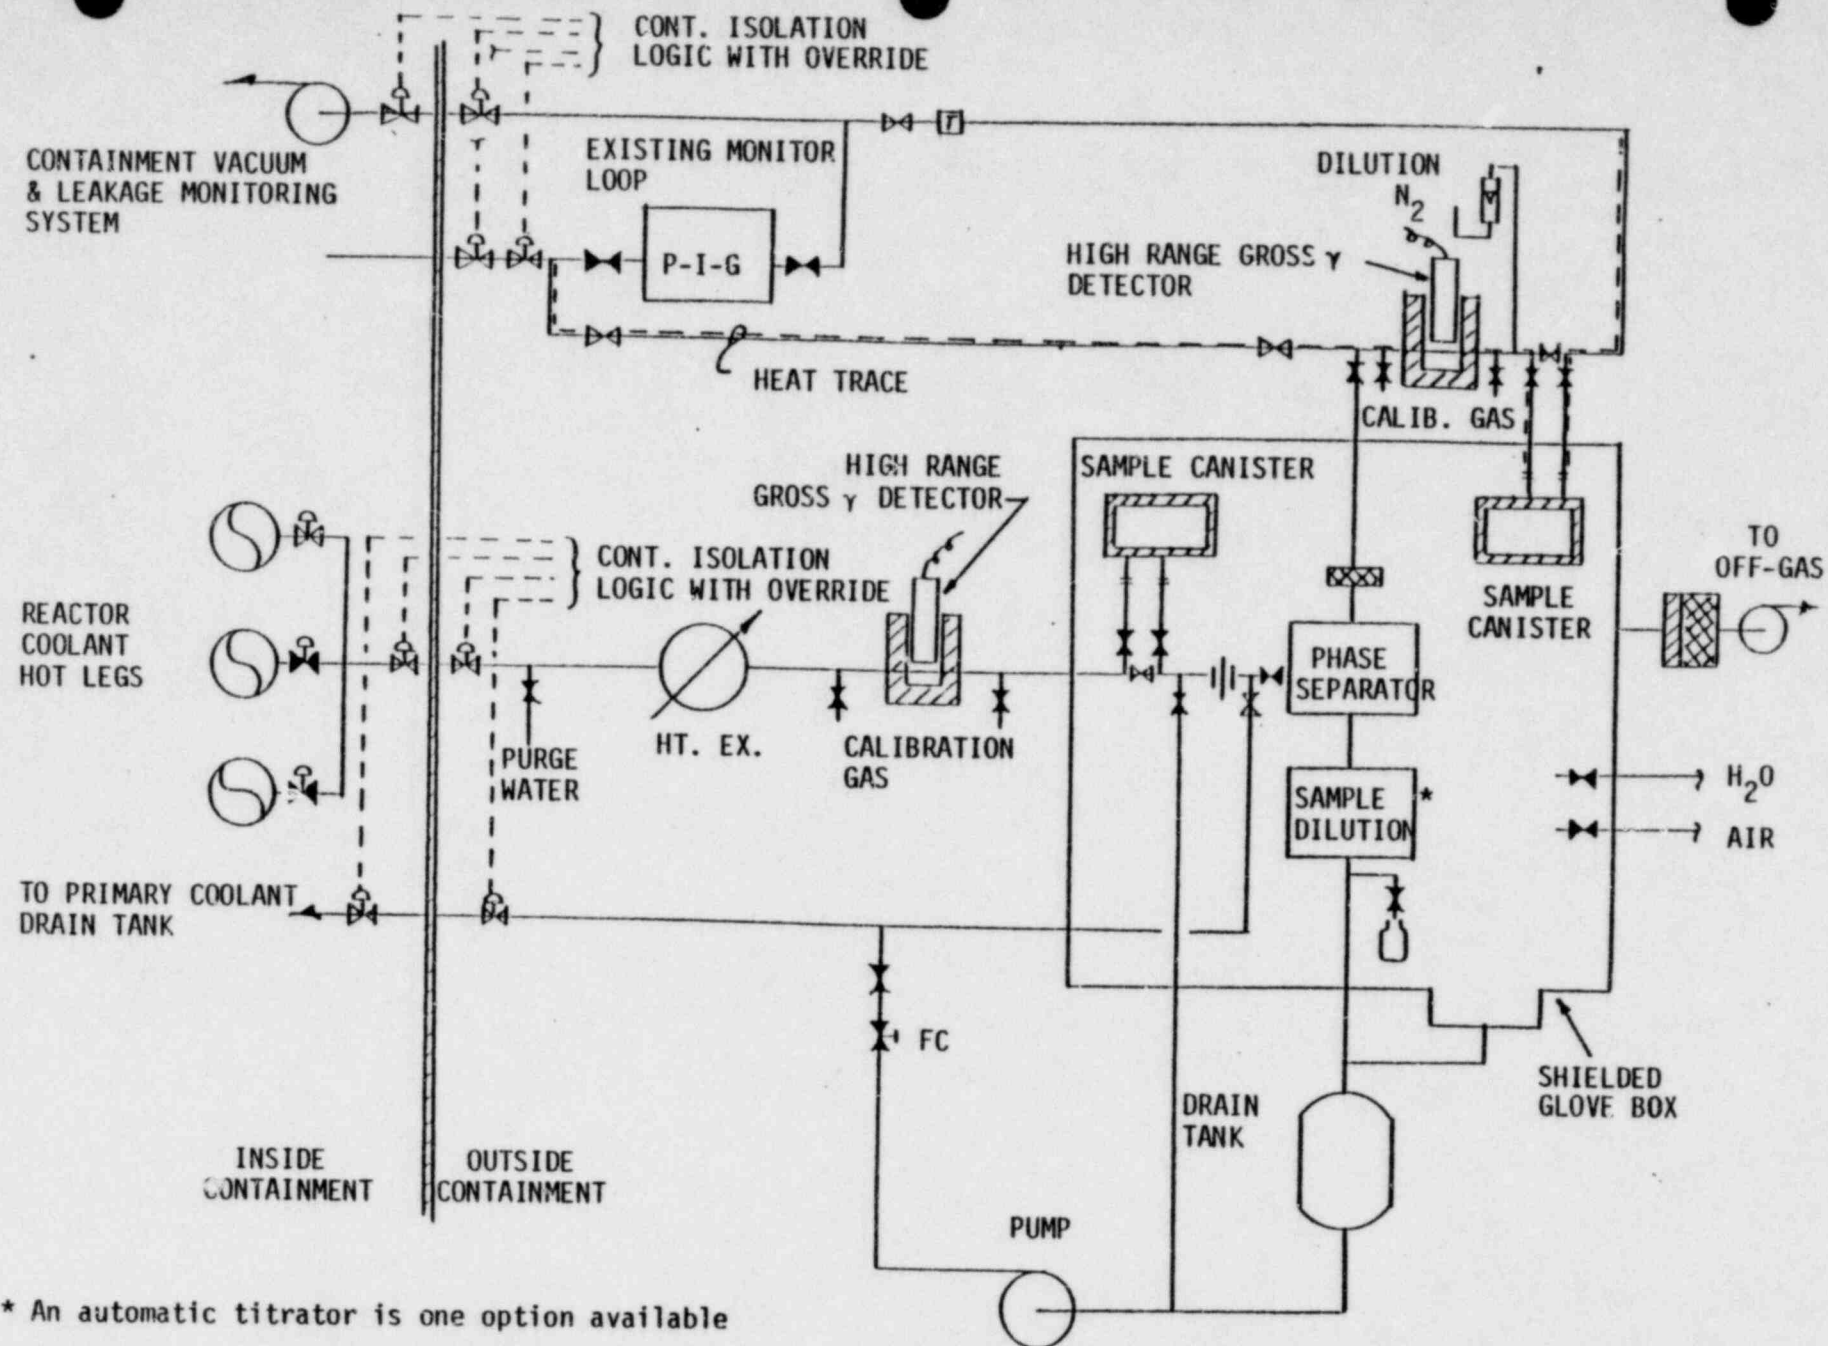 CONT. ISOLATION
LOGIC WITH OVERRIDE
CONTAINMENT VACUUM
& LEAKAGE MONITORING
SYSTEM
EXISTING MONITOR
LOOP
P-I-G
T
DILUTION
N2
HIGH RANGE GROSS γ
DETECTOR
HEAT TRACE
CALIB. GAS
HIGH RANGE
GROSS γ DETECTOR
SAMPLE CANISTER
CONT. ISOLATION
LOGIC WITH OVERRIDE
REACTOR
COOLANT
HOT LEGS
SAMPLE
CANISTER
TO
OFF-GAS
PHASE
SEPARATOR
PURGE
WATER
HT. EX.
CALIBRATION
GAS
SAMPLE *
DILUTION
H2O
AIR
TO PRIMARY COOLANT
DRAIN TANK
FC
SHIELDED
GLOVE BOX
DRAIN
TANK
INSIDE
CONTAINMENT
OUTSIDE
CONTAINMENT
PUMP
* An automatic titrator is one option available